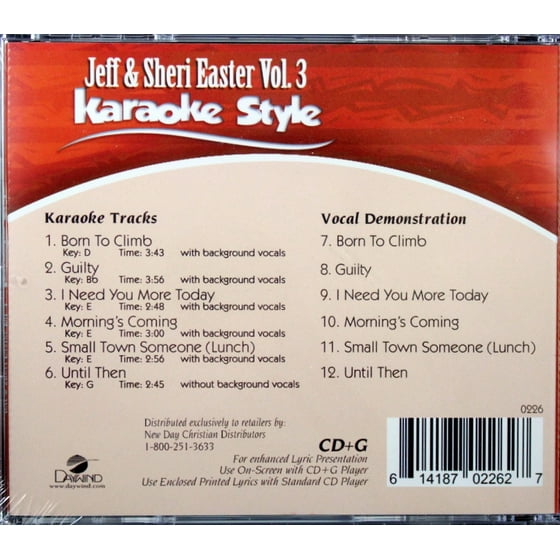 Jeff & Sheri Easter Vol. 3
Karaoke Style
Karaoke Tracks
1. Born To Climb
Key: D Time: 3:43 with background vocals
2. Guilty
Key: Bb Time: 3:56 with background vocals
3. I Need You More Today
Key: E Time: 2:48 with background vocals
4. Morning's Coming
Key: E Time: 3:00 with background vocals
5. Small Town Someone (Lunch)
Key: E Time: 2:56 with background vocals
6. Until Then
Key: G Time: 2:45 without background vocals
Vocal Demonstration
7. Born To Climb
8. Guilty
9. I Need You More Today
10. Morning's Coming
11. Small Town Someone (Lunch)
12. Until Then
Distributed exclusively to retailers by:
New Day Christian Distributors
1-800-251-3633
DAYWIND
www.daywind.com
CD+G
For enhanced Lyric Presentation
Use On-Screen with CD+G Player
Use Enclosed Printed Lyrics with Standard CD Player
0226
6 14187 02262 7